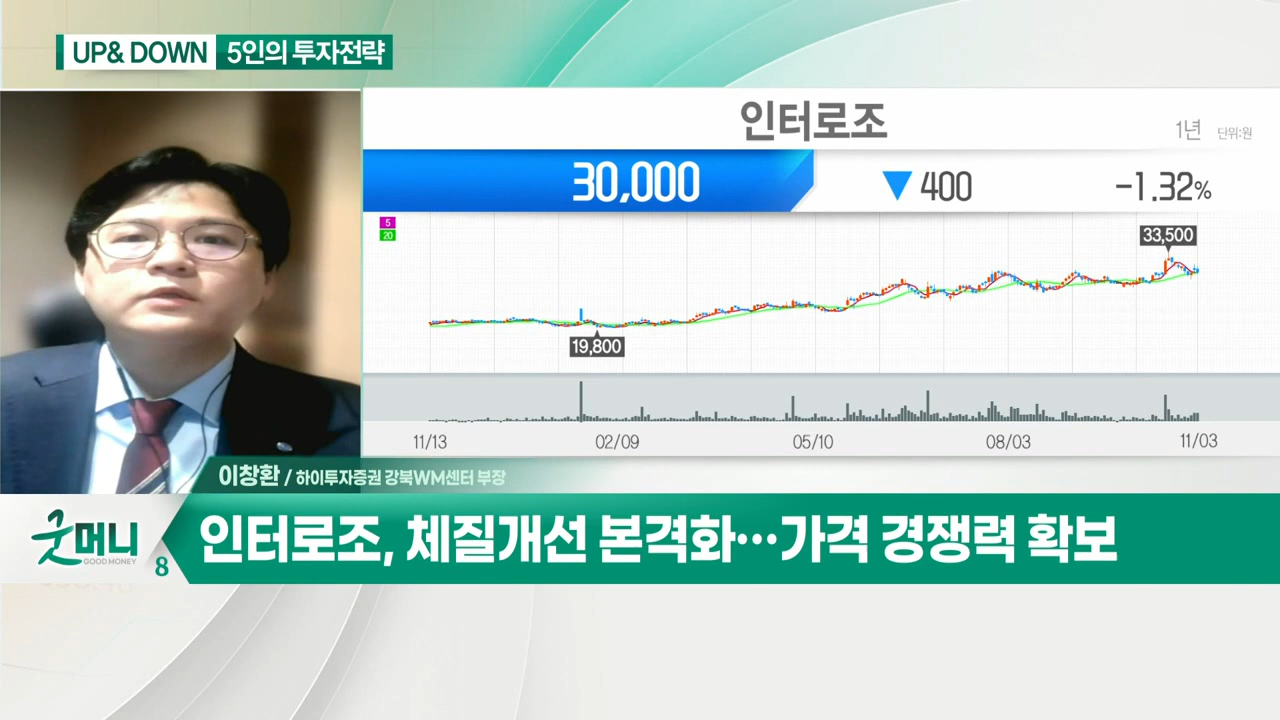 UP& DOWN 5인의 투자전략
인터로조
1년 단위:원
30,000 ▼400 -1.32%
5
20
33,500
19,800
11/13 02/09 05/10 08/03 11/03
이창환 / 하이투자증권 강북WM센터 부장
굿머니
GOOD MONEY
8
인터로조, 체질개선 본격화…가격 경쟁력 확보